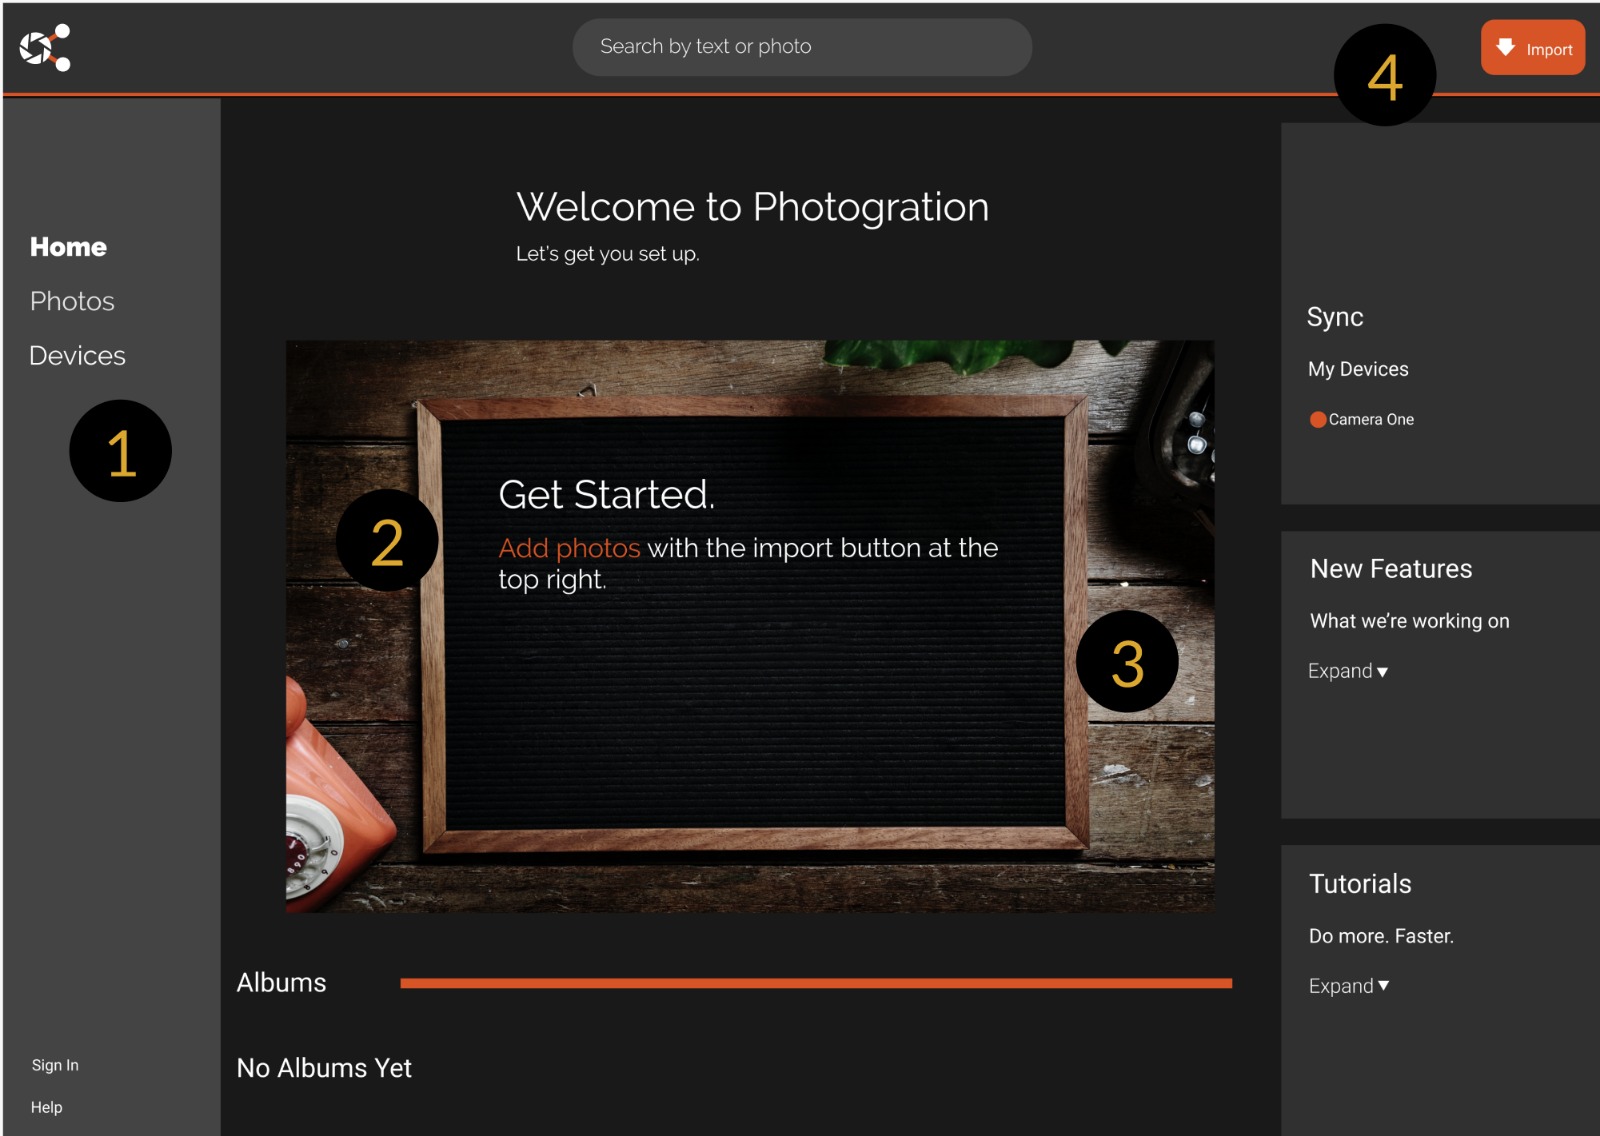 Search by text or photo
4
Import
Welcome to Photogration
Let's get you set up.
Home
Photos
Devices
1
2
Get Started.
Add photos with the import button at the
top right.
3
Albums
No Albums Yet
Sign In
Help
Sync
My Devices
Camera One
New Features
What we’re working on
Expand
Tutorials
Do more. Faster.
Expand